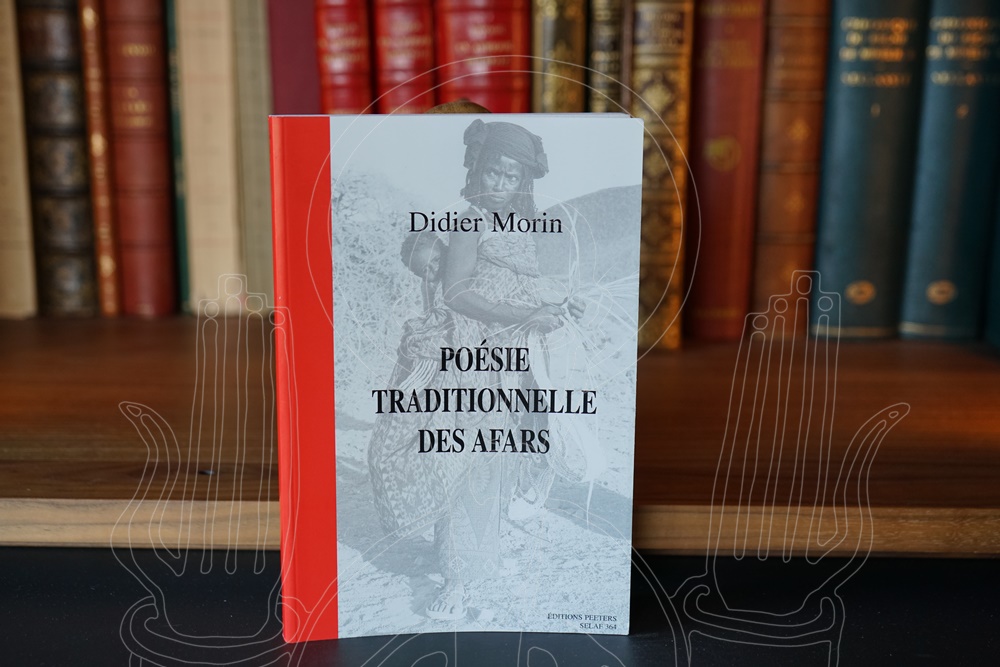 Didier Morin
POÉSIE
TRADITIONNELLE
DES AFARS
EDITIONS PEETERS
SELAF 364